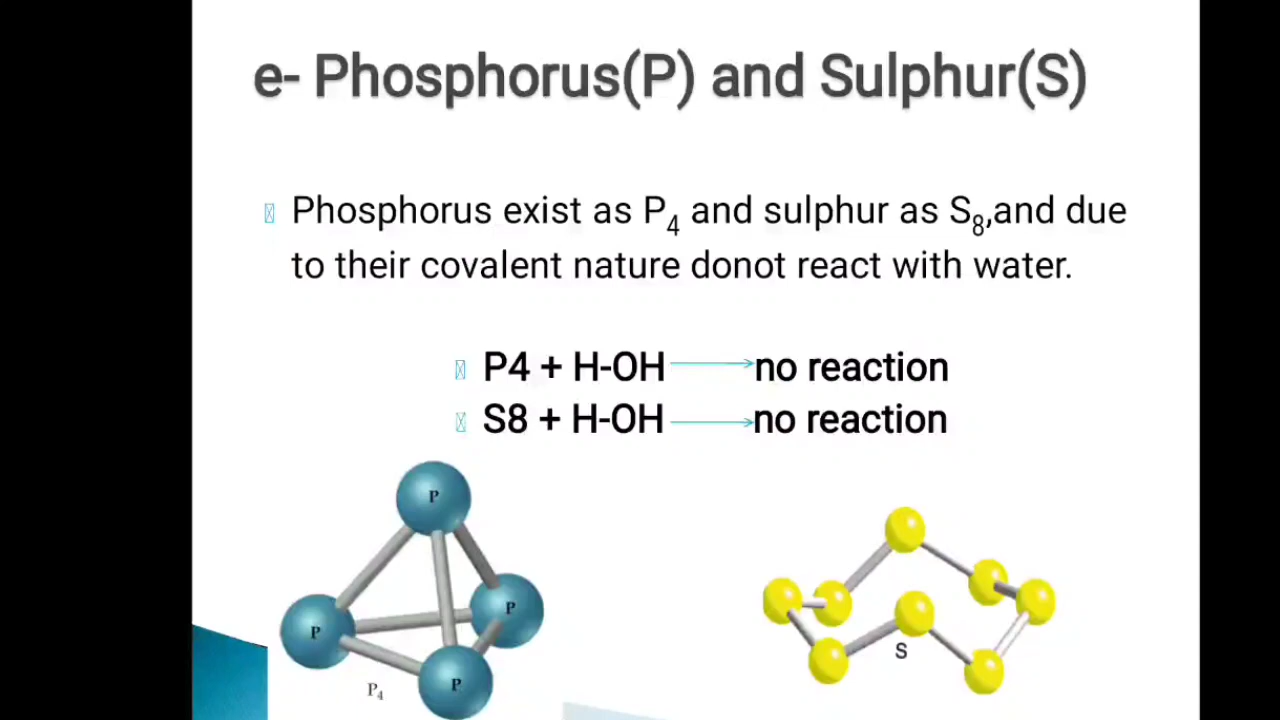 e- Phosphorus(P) and Sulphur(S)
Phosphorus exist as P₄ and sulphur as S₈,and due
to their covalent nature donot react with water.
P4 + H-OH → no reaction
S8 + H-OH → no reaction
P
P
P
P
P₄
S